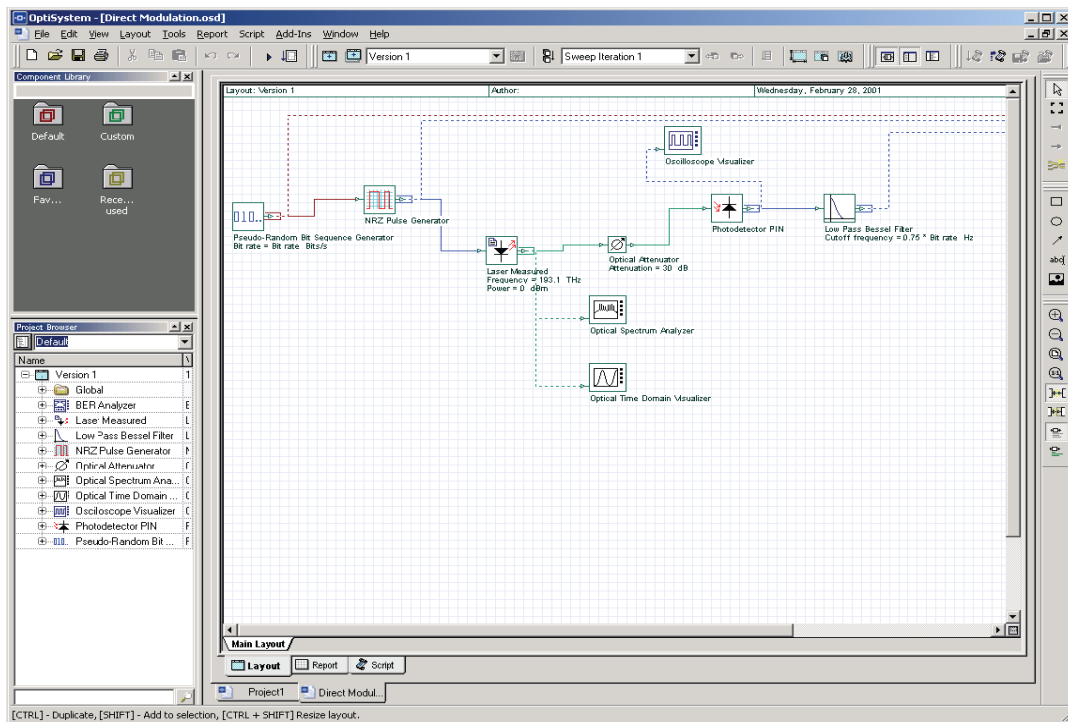 OptiSystem - [Direct Modulation.osd]
File Edit View Layout Tools Report Script Add-Ins Window Help
Version 1
Sweep Iteration 1
Component Library
Default
Custom
Fav...
Rece... used
Project Browser
Default
Name
Version 1
Global
BER Analyzer
Laser Measured
Low Pass Bessel Filter
NRZ Pulse Generator
Optical Attenuator
Optical Spectrum Ana...
Optical Time Domain ...
Osciloscope Visualizer
Photodetector PIN
Pseudo-Random Bit ...
Layout: Version 1
Author:
Wednesday, February 28, 2001
Oscilloscope Visualizer
NRZ Pulse Generator
Photodetector PIN
Low Pass Bessel Filter
Cutoff frequency = 0.75 * Bit rate Hz
Pseudo-Random Bit Sequence Generator
Bit rate = Bit rate Bits/s
Laser Measured
Frequency = 193.1 THz
Power = 0 dBm
Optical Attenuator
Attenuation = 30 dB
Optical Spectrum Analyzer
Optical Time Domain Visualizer
Main Layout
Layout Report Script
Project1 Direct Modul...
[CTRL] - Duplicate, [SHIFT] - Add to selection, [CTRL + SHIFT] Resize layout.